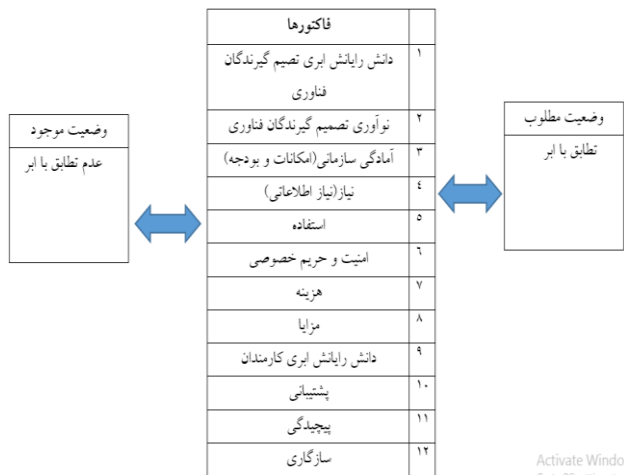 فاکتورها
۱ دانش رایانش ابری تصیم گیرندگان
فناوری
۲ نوآوری تصمیم گیرندگان فناوری
۳ آمادگی سازمانی(امکانات و بودجه)
٤ نیاز(نیاز اطلاعاتی)
٥ استفاده
٦ امنیت و حریم خصوصی
۷ هزینه
۸ مزایا
۹ دانش رایانش ابری کارمندان
۱۰ پشتیبانی
۱۱ پیچیدگی
۱۲ سازگاری
وضعیت مطلوب
تطابق با ابر
وضعیت موجود
عدم تطابق با ابر
Activate Windo